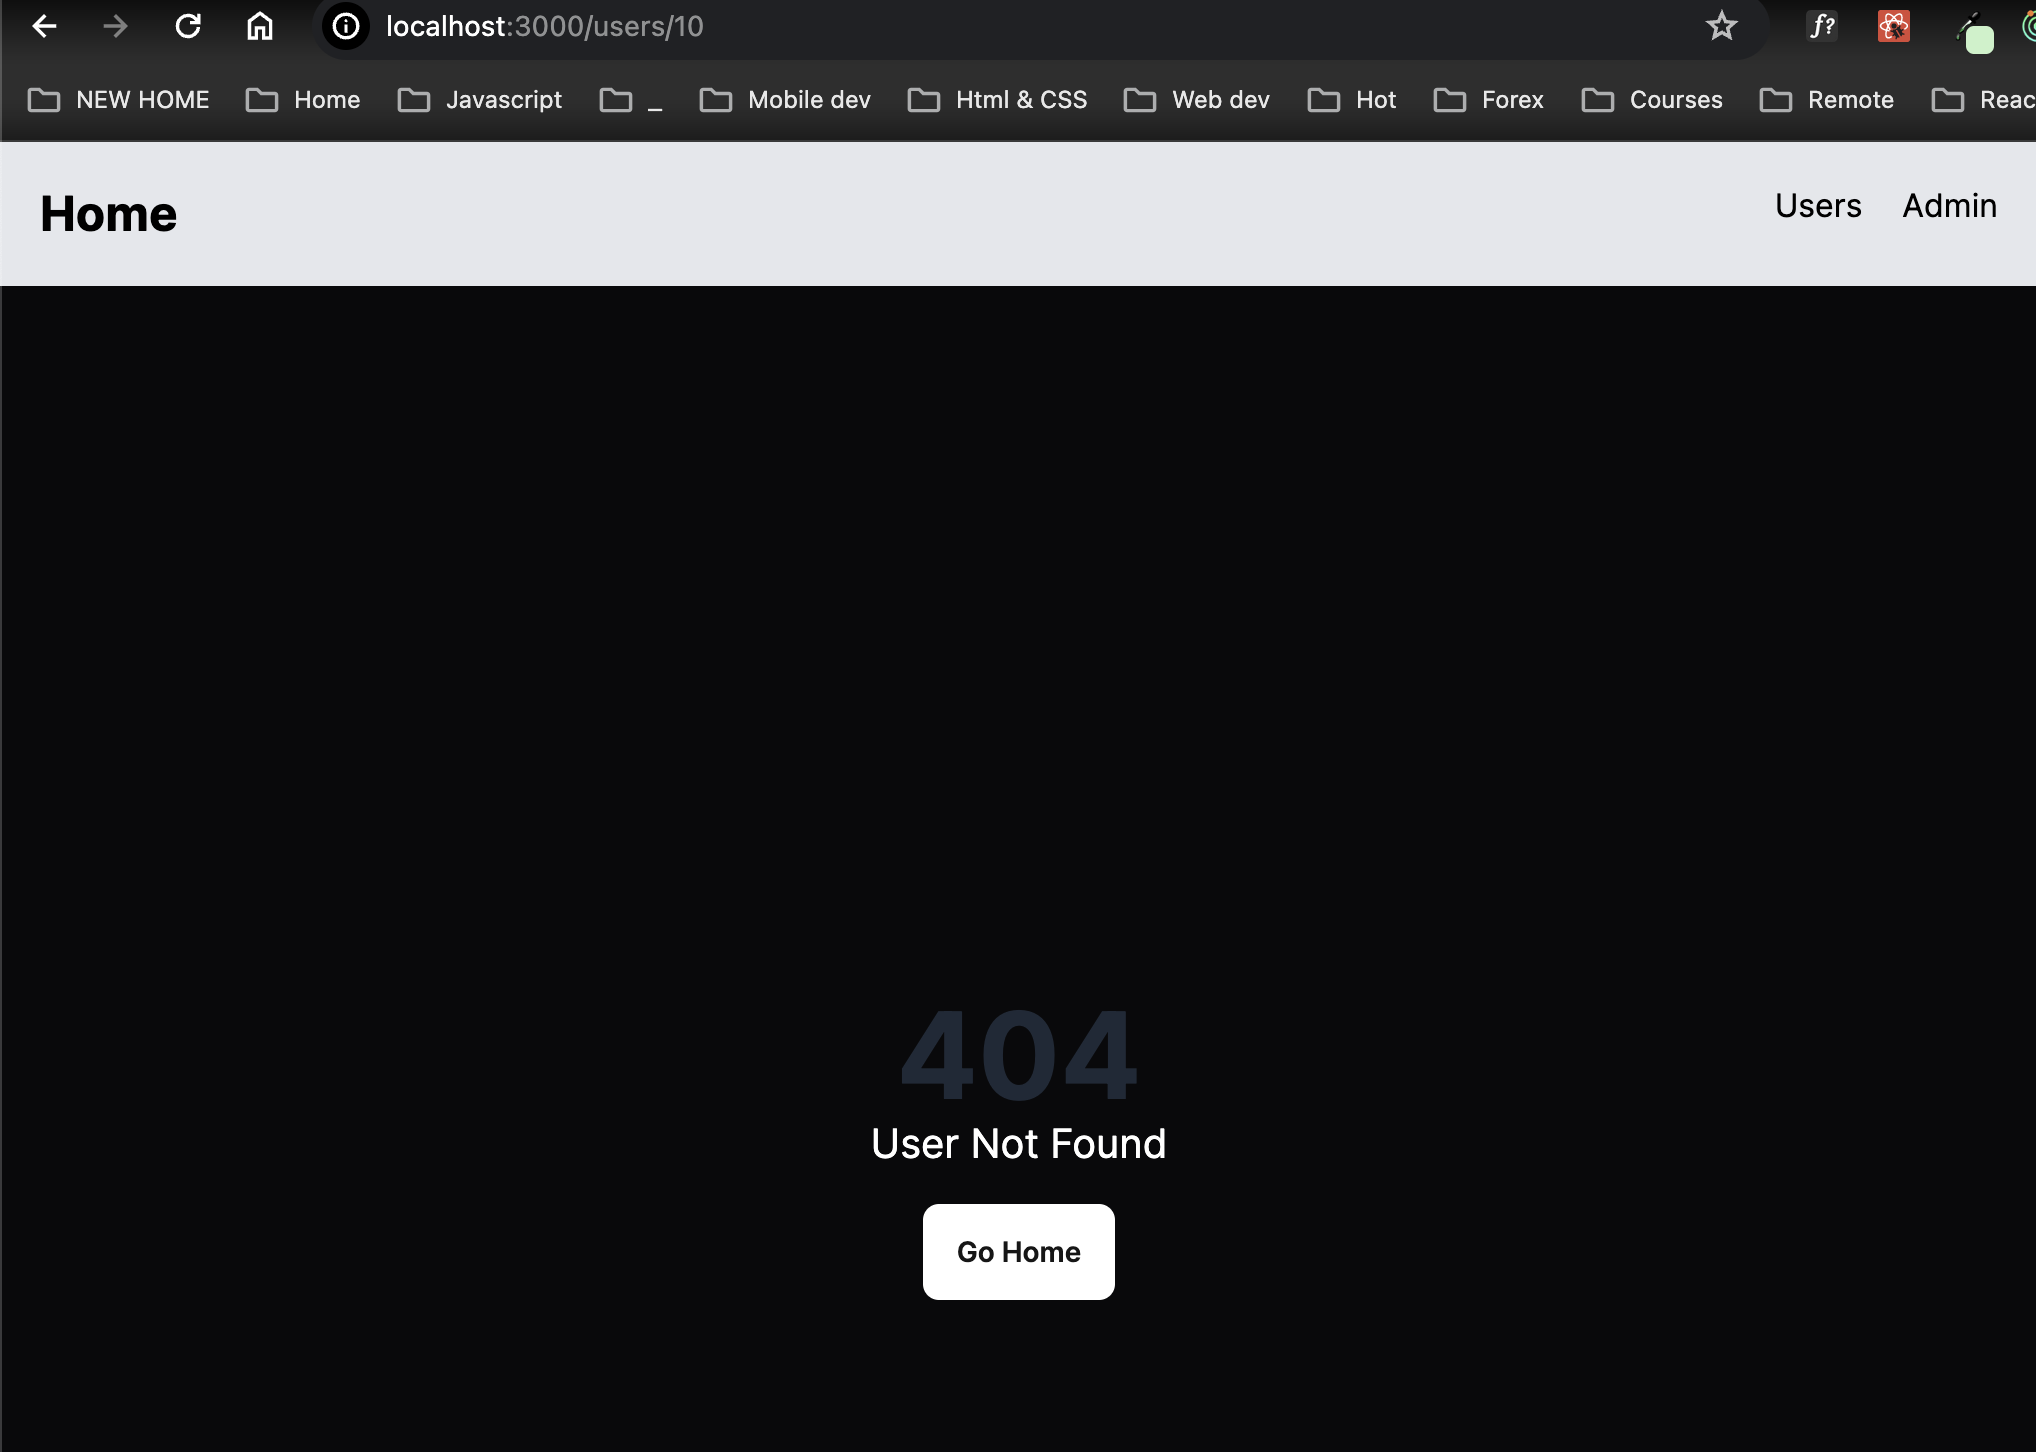 localhost:3000/users/10
NEW HOME Home Javascript _ Mobile dev Html & CSS Web dev Hot Forex Courses Remote Reac
Home Users Admin
404
User Not Found
Go Home